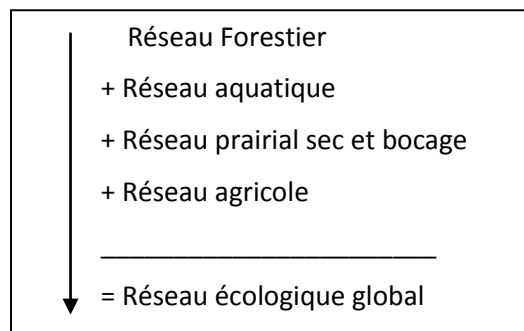 Réseau Forestier
+ Réseau aquatique
+ Réseau prairial sec et bocage
+ Réseau agricole
= Réseau écologique global